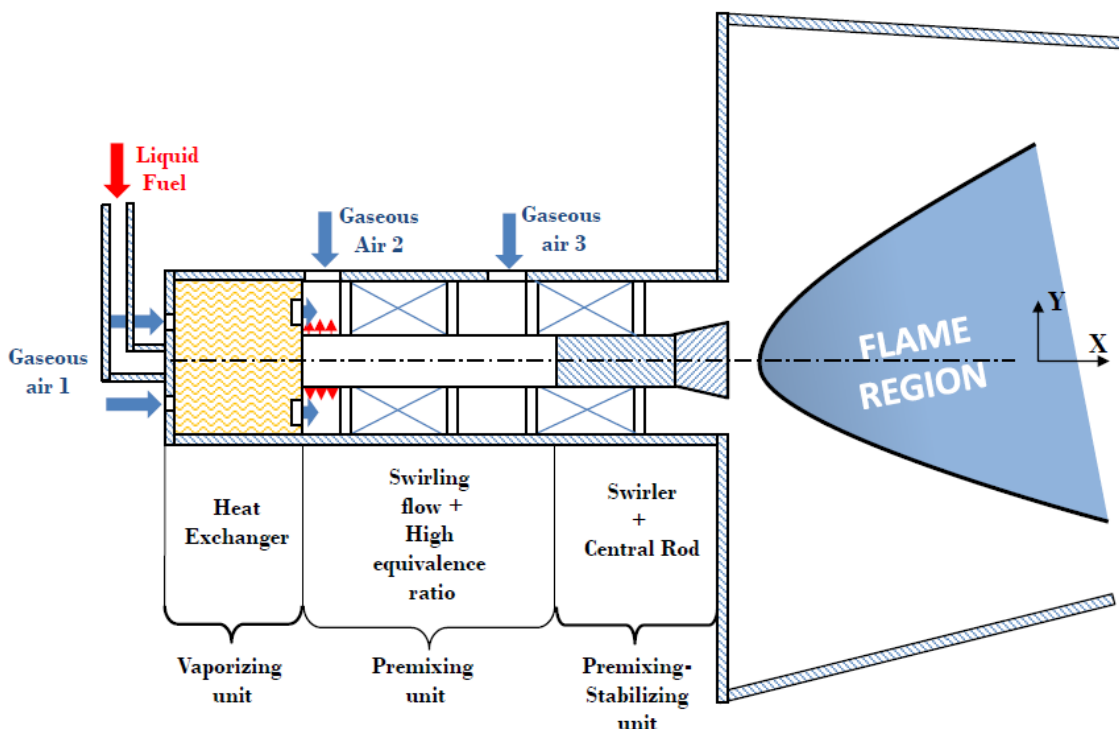 Liquid
Fuel
Gaseous
Air 2
Gaseous
air 3
Gaseous
air 1
Y
X
FLAME
REGION
Heat
Exchanger
Swirling
flow +
High
equivalence
ratio
Swirler
+
Central Rod
Vaporizing
unit
Premixing
unit
Premixing-
Stabilizing
unit